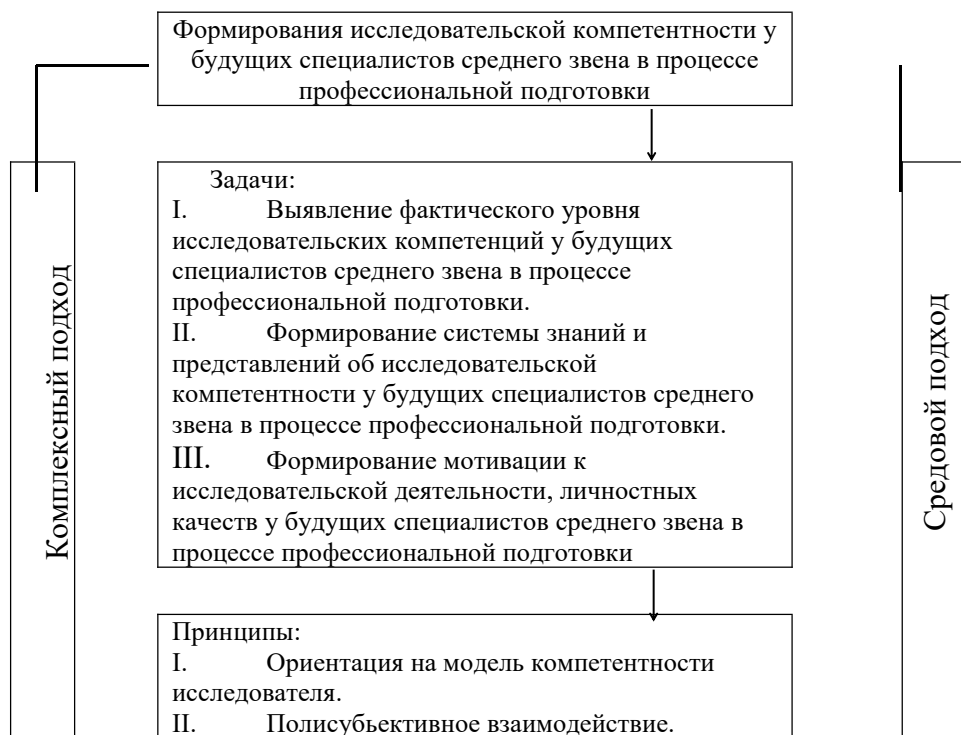 Формирования исследовательской компетентности у
будущих специалистов среднего звена в процессе
профессиональной подготовки
Комплексный подход
Задачи:
I. Выявление фактического уровня
исследовательских компетенций у будущих
специалистов среднего звена в процессе
профессиональной подготовки.
II. Формирование системы знаний и
представлений об исследовательской
компетентности у будущих специалистов среднего
звена в процессе профессиональной подготовки.
III. Формирование мотивации к
исследовательской деятельности, личностных
качеств у будущих специалистов среднего звена в
процессе профессиональной подготовки
Средовой подход
Принципы:
I. Ориентация на модель компетентности
исследователя.
II. Полисубьективное взаимодействие.